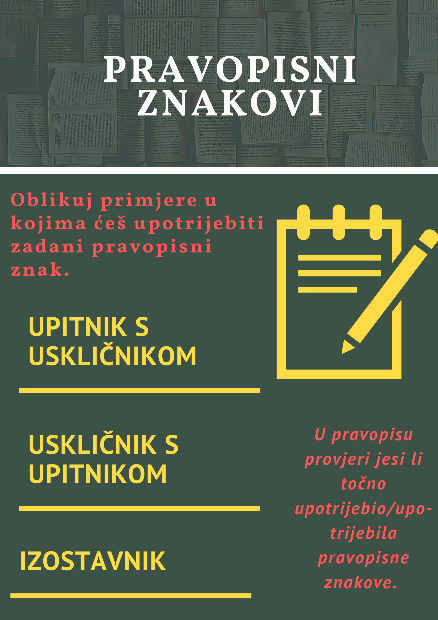 PRAVOPISNI
ZNAKOVI
Oblikuj primjere u
kojima ćeš upotrijebiti
zadani pravopisni
znak.
UPITNIK S
USKLIČNIKOM
USKLIČNIK S
UPITNIKOM
IZOSTAVNIK
U pravopisu
provjeri jesi li
točno
upotrijebio/upo-
trijebila
pravopisne
znakove.